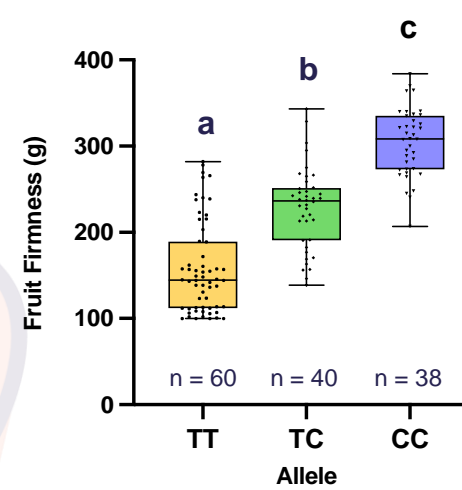 c
b
a
400
300
200
100
0
Fruit Firmness (g)
n = 60
n = 40
n = 38
TT
TC
CC
Allele